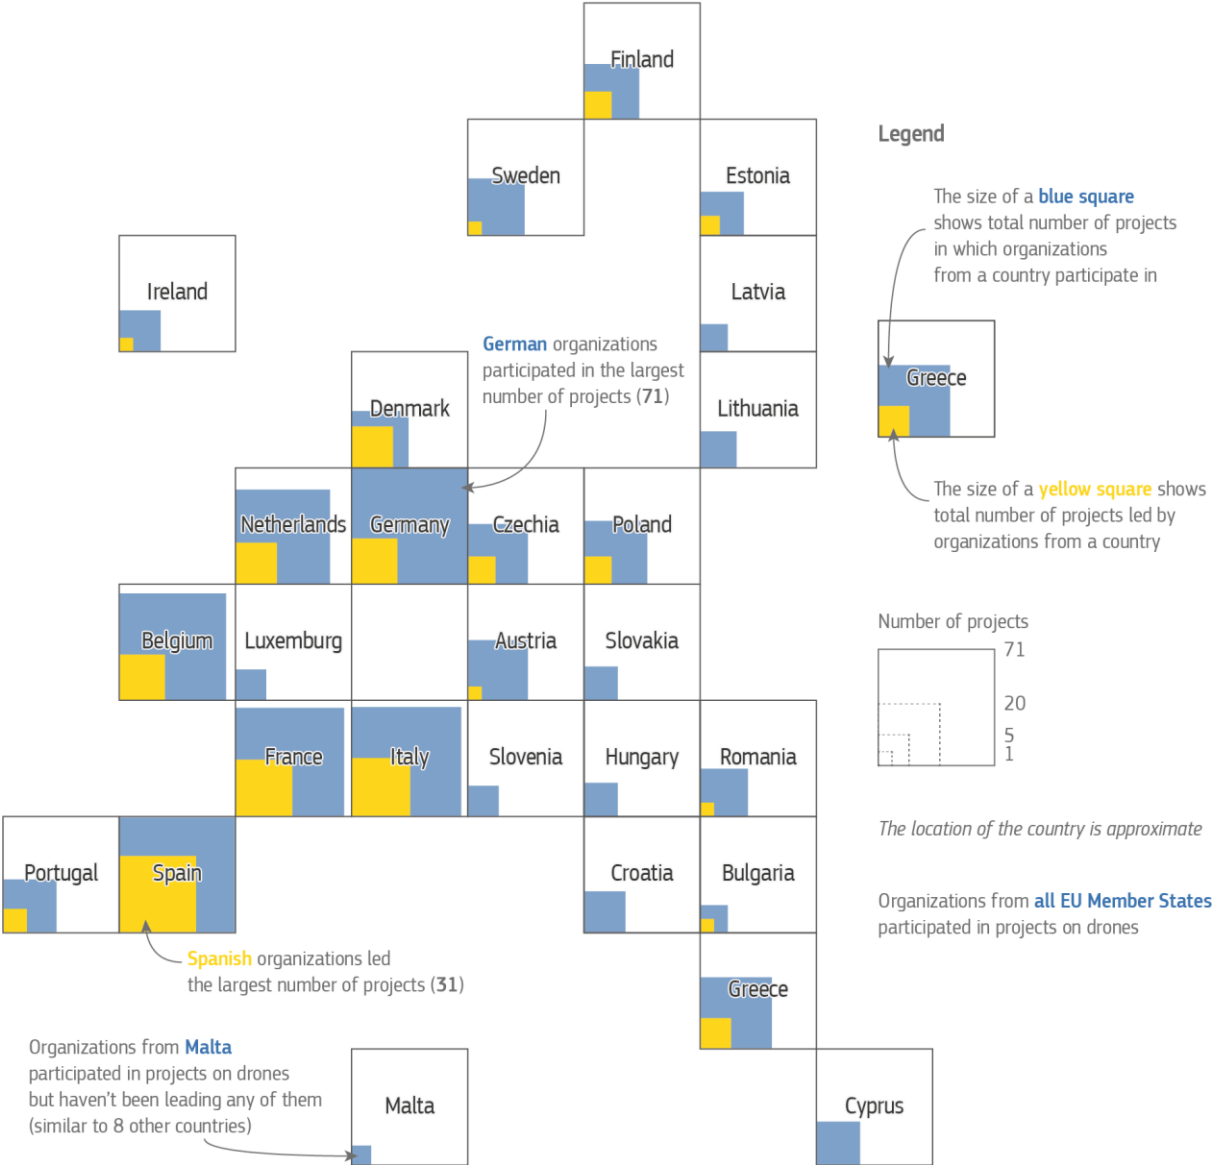 Finland
Sweden
Estonia
Ireland
Latvia
German organizations
participated in the largest
number of projects (71)
Denmark
Lithuania
Netherlands
Germany
Czechia
Poland
Belgium
Luxemburg
Austria
Slovakia
France
Italy
Slovenia
Hungary
Romania
Portugal
Spain
Croatia
Bulgaria
Spanish organizations led
the largest number of projects (31)
Greece
Organizations from Malta
participated in projects on drones
but haven't been leading any of them
(similar to 8 other countries)
Malta
Cyprus
Legend
The size of a blue square
shows total number of projects
in which organizations
from a country participate in
Greece
The size of a yellow square shows
total number of projects led by
organizations from a country
Number of projects
71
20
5
1
The location of the country is approximate
Organizations from all EU Member States
participated in projects on drones